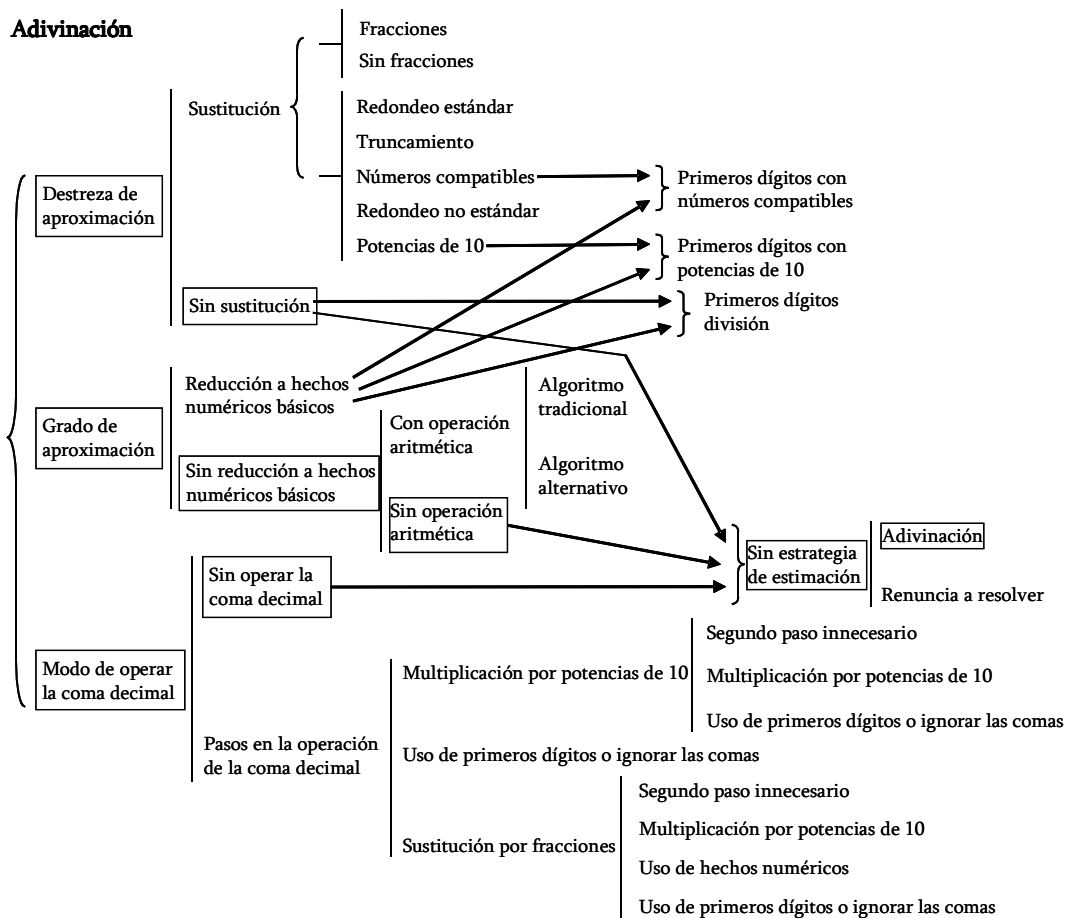 Adivinación
Fracciones
Sin fracciones
Sustitución
Redondeo estándar
Truncamiento
Números compatibles
Redondeo no estándar
Potencias de 10
Primeros dígitos con
números compatibles
Primeros dígitos con
potencias de 10
Primeros dígitos
división
Destreza de
aproximación
Sin sustitución
Reducción a hechos
numéricos básicos
Grado de
aproximación
Sin reducción a hechos
numéricos básicos
Con operación
aritmética
Algoritmo
tradicional
Algoritmo
alternativo
Sin operación
aritmética
Sin estrategia
de estimación
Adivinación
Renuncia a resolver
Sin operar la
coma decimal
Modo de operar
la coma decimal
Pasos en la operación
de la coma decimal
Multiplicación por potencias de 10
Segundo paso innecesario
Multiplicación por potencias de 10
Uso de primeros dígitos o ignorar las comas
Uso de primeros dígitos o ignorar las comas
Sustitución por fracciones
Segundo paso innecesario
Multiplicación por potencias de 10
Uso de hechos numéricos
Uso de primeros dígitos o ignorar las comas